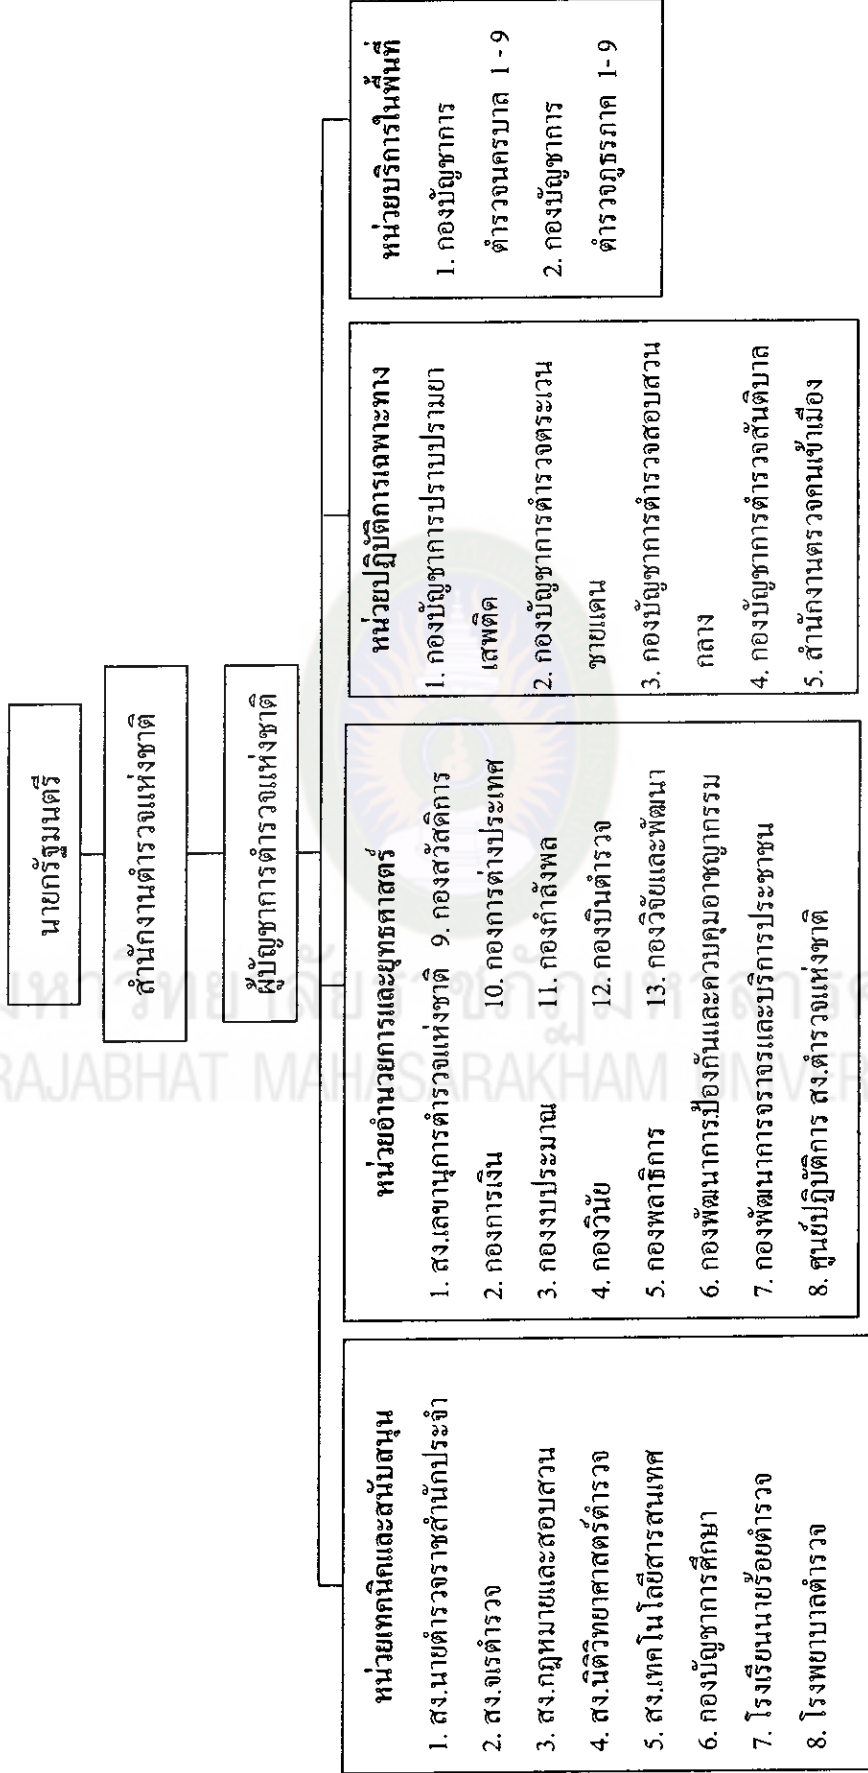 นายกรัฐมนตรี
สำนักงานตำรวจแห่งชาติ
ผู้บัญชาการตำรวจแห่งชาติ
หน่วยเทคนิคและสนับสนุน
1. สง.นายตำรวจราชสำนักประจำ
2. สง.จเรตำรวจ
3. สง.กฎหมายและสอบสวน
4. สง.นิติวิทยาศาสตร์ตำรวจ
5. สง.เทคโนโลยีสารสนเทศ
6. กองบัญชาการศึกษา
7. โรงเรียนนายร้อยตำรวจ
8. โรงพยาบาลตำรวจ
หน่วยอำนวยการและยุทธศาสตร์
1. สง.เลขานุการตำรวจแห่งชาติ 9. กองสวัสดิการ
2. กองการเงิน 10. กองการต่างประเทศ
3. กองงบประมาณ 11. กองกำลังพล
4. กองวินัย 12. กองบินตำรวจ
5. กองพลาธิการ 13. กองวิจัยและพัฒนา
6. กองพัฒนาการป้องกันและควบคุมอาชญากรรม
7. กองพัฒนาการจราจรและบริการประชาชน
8. ศูนย์ปฏิบัติการ สง.ตำรวจแห่งชาติ
หน่วยปฏิบัติการเฉพาะทาง
1. กองบัญชาการปราบปรามยา
เสพติด
2. กองบัญชาการตำรวจตระเวน
ชายแดน
3. กองบัญชาการตำรวจสอบสวน
กลาง
4. กองบัญชาการตำรวจสันติบาล
5. สำนักงานตรวจคนเข้าเมือง
หน่วยบริการในพื้นที่
1. กองบัญชาการ
ตำรวจนครบาล 1 - 9
2. กองบัญชาการ
ตำรวจภูธรภาค 1- 9
RAJABHAT MAHASARAKHAM